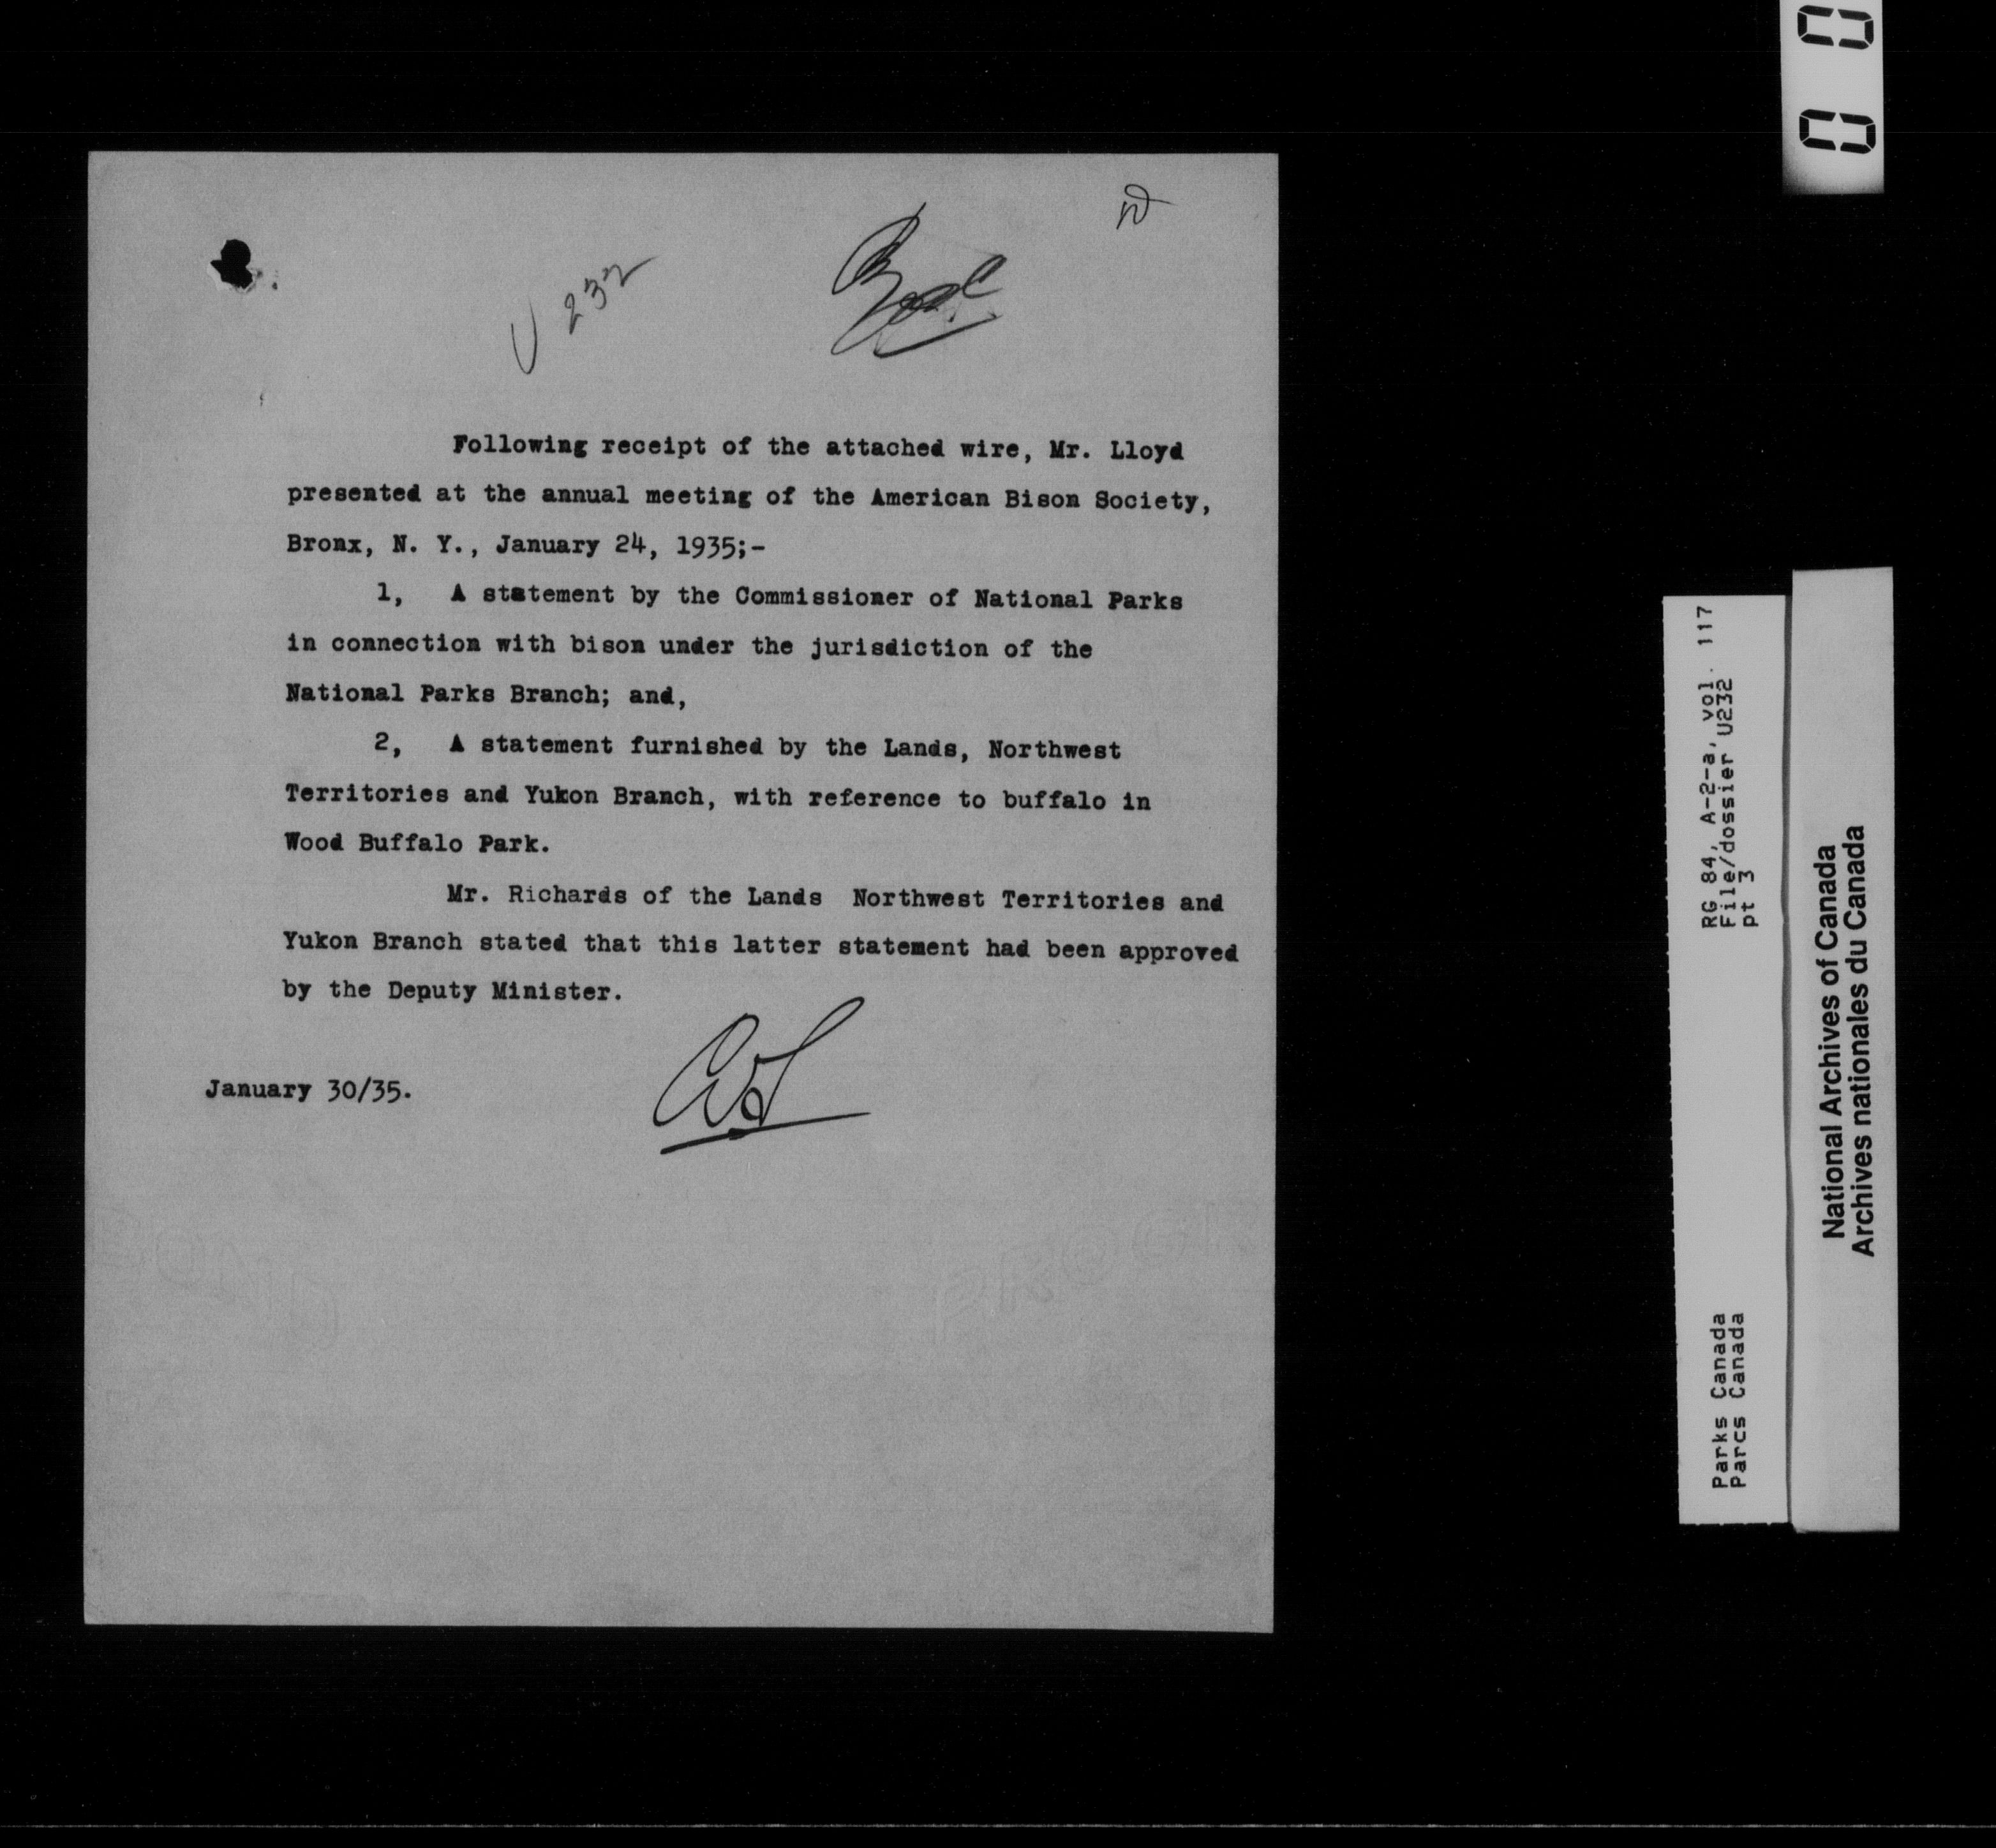 U 232
Following receipt of the attached wire, Mr. Lloyd
presented at the annual meeting of the American Bison Society,
Bronx, N. Y., January 24, 1935;-
1, A statement by the Commissioner of National Parks
in connection with bison under the jurisdiction of the
National Parks Branch; and,
2, A statement furnished by the Lands, Northwest
Territories and Yukon Branch, with reference to buffalo in
Wood Buffalo Park.
Mr. Richards of the Lands Northwest Territories and
Yukon Branch stated that this latter statement had been approved
by the Deputy Minister.
January 30/35.
RG 84, A-2-a, vol. 117
File/dossier U232
pt 3
Parks Canada
Parcs Canada
National Archives of Canada
Archives nationales du Canada
0 0